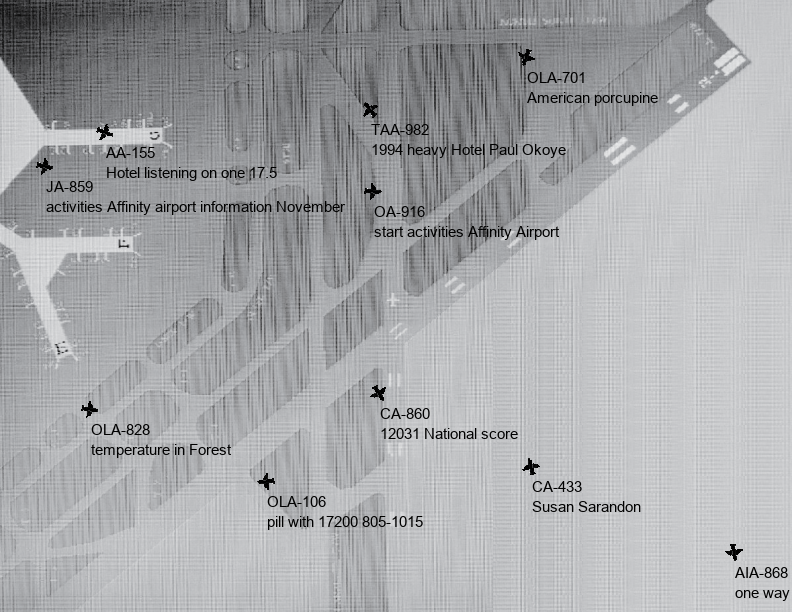 OLA-701
American porcupine
TAA-982
1994 heavy Hotel Paul Okoye
AA-155
Hotel listening on one 17.5
JA-859
activities Affinity airport information November
OA-916
start activities Affinity Airport
CA-860
12031 National score
OLA-828
temperature in Forest
CA-433
Susan Sarandon
OLA-106
pill with 17200 805-1015
AIA-868
one way